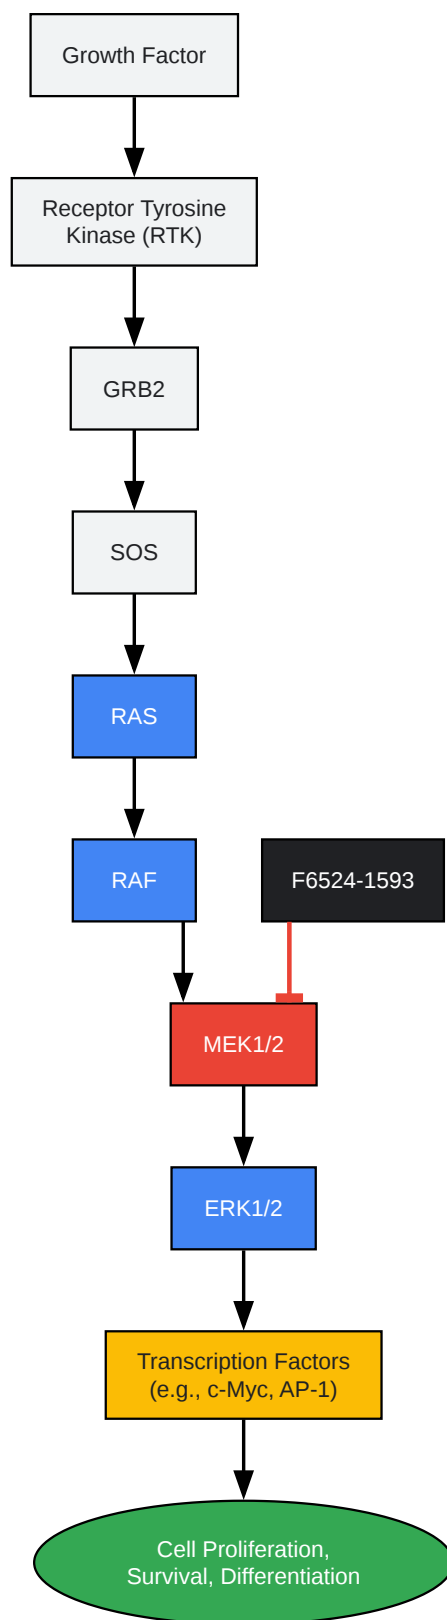 Growth Factor
Receptor Tyrosine
Kinase (RTK)
GRB2
SOS
RAS
RAF
F6524-1593
MEK1/2
ERK1/2
Transcription Factors
(e.g., c-Myc, AP-1)
Cell Proliferation,
Survival, Differentiation